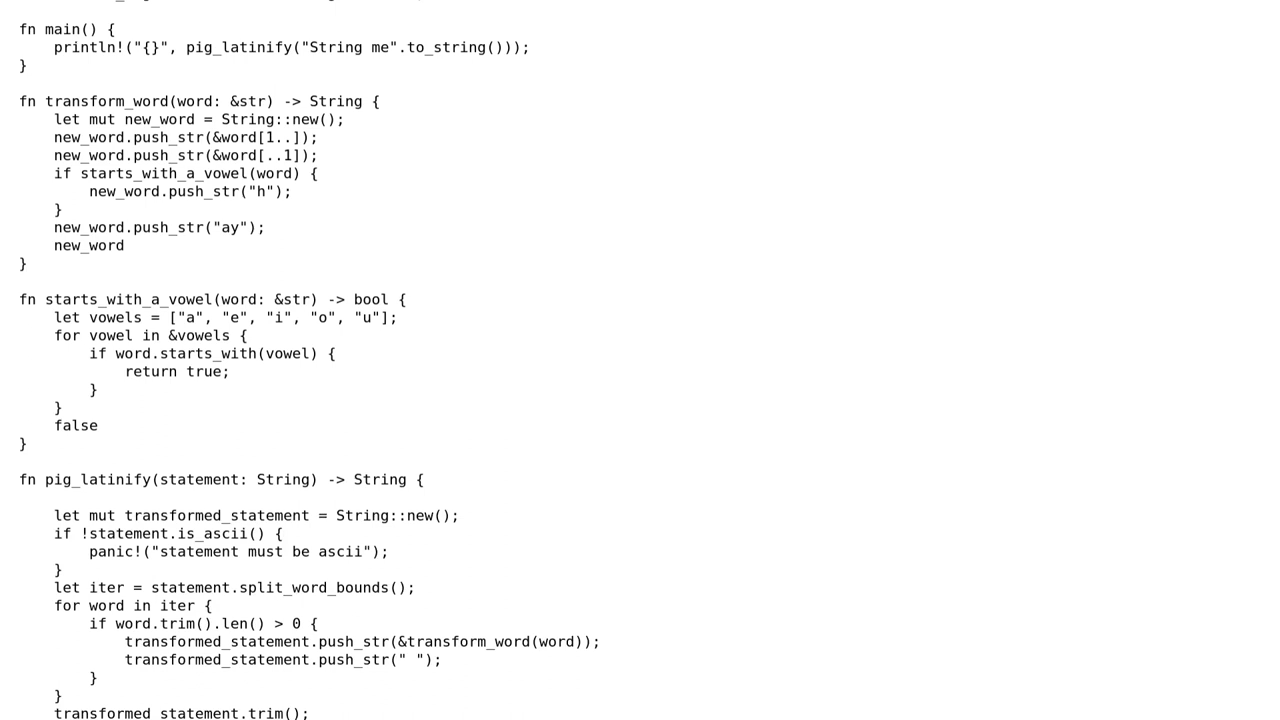 fn main() {
    println!("{}", pig_latinify("String me".to_string()));
}

fn transform_word(word: &str) -> String {
    let mut new_word = String::new();
    new_word.push_str(&word[1..]);
    new_word.push_str(&word[..1]);
    if starts_with_a_vowel(word) {
        new_word.push_str("h");
    }
    new_word.push_str("ay");
    new_word
}

fn starts_with_a_vowel(word: &str) -> bool {
    let vowels = ["a", "e", "i", "o", "u"];
    for vowel in &vowels {
        if word.starts_with(vowel) {
            return true;
        }
    }
    false
}

fn pig_latinify(statement: String) -> String {

    let mut transformed_statement = String::new();
    if !statement.is_ascii() {
        panic!("statement must be ascii");
    }
    let iter = statement.split_word_bounds();
    for word in iter {
        if word.trim().len() > 0 {
            transformed_statement.push_str(&transform_word(word));
            transformed_statement.push_str(" ");
        }
    }
    transformed_statement.trim();